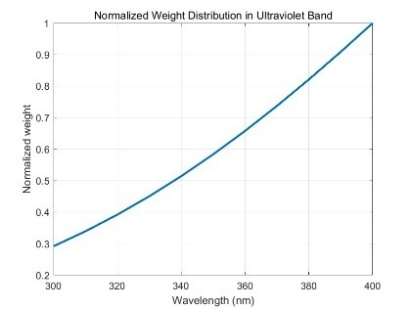 Normalized Weight Distribution in Ultraviolet Band
1
0.9
0.8
0.7
0.6
0.5
0.4
0.3
0.2
Normalized weight
300 320 340 360 380 400
Wavelength (nm)